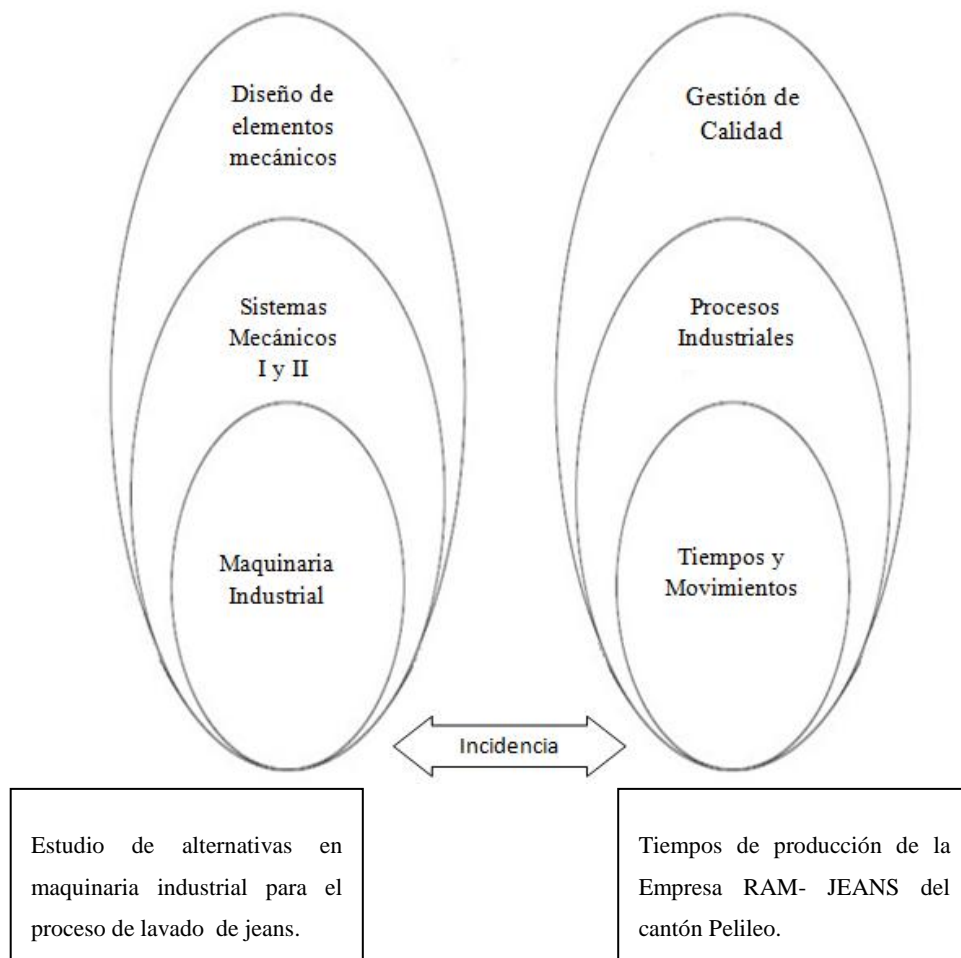 Diseño de
elementos
mecánicos
Sistemas
Mecánicos
I y II
Maquinaria
Industrial
Gestión de
Calidad
Procesos
Industriales
Tiempos y
Movimientos
Incidencia
Estudio de alternativas en
maquinaria industrial para el
proceso de lavado de jeans.
Tiempos de producción de la
Empresa RAM- JEANS del
cantón Pelileo.